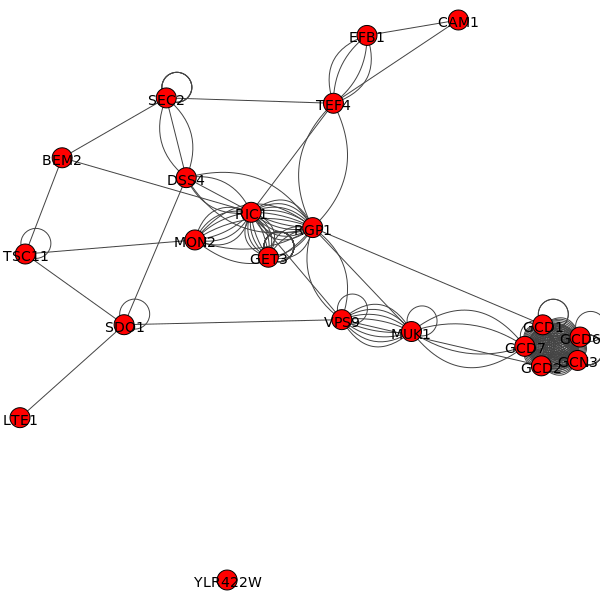 CAM1
EFB1
SEC2
TEF4
BEM2
DSS4
RIC1
RGP1
MON2
TSC11
GET3
VPS9
SDO1
GCD1
MUK1
GCD6
GCD7
GCN3
GCD2
LTE1
YLR422W